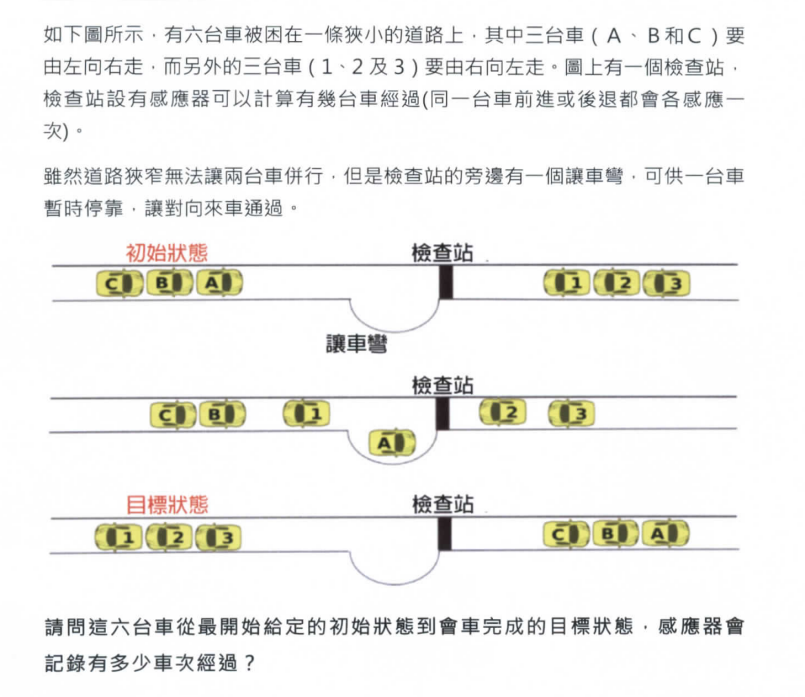 如下圖所示，有六台車被困在一條狹小的道路上，其中三台車（A、B和C）要
由左向右走，而另外的三台車（1、2及3）要由右向左走。圖上有一個檢查站，
檢查站設有感應器可以計算有幾台車經過(同一台車前進或後退都會各感應一
次)。
雖然道路狹窄無法讓兩台車併行，但是檢查站的旁邊有一個讓車彎，可供一台車
暫時停靠，讓對向來車通過。
初始狀態 檢查站
C B A 1 2 3
讓車彎
檢查站
C B 1 2 3
A
目標狀態 檢查站
1 2 3 C B A
請問這六台車從最開始給定的初始狀態到會車完成的目標狀態，感應器會
記錄有多少車次經過？